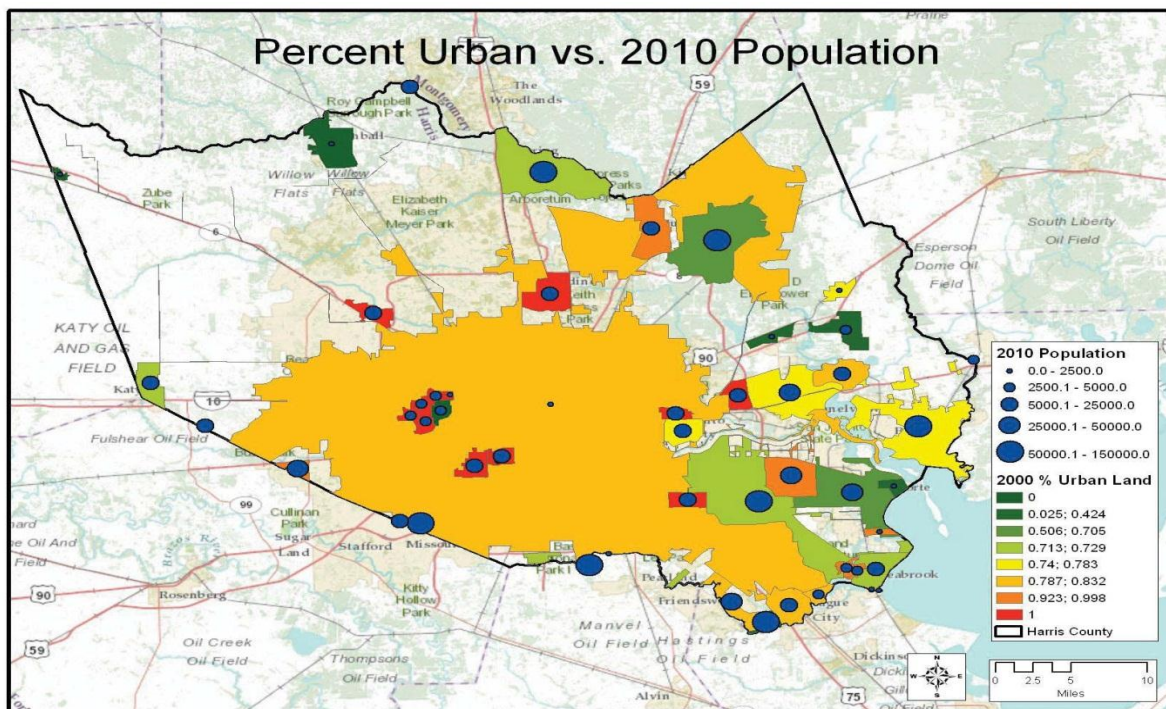 Percent Urban vs. 2010 Population
Prairie
59
Montgomery
Harris
The
Woodlands
Roy Campbell
Burough Park
Zube
Park
Willow
Flats
Willow
Flats
Elizabeth
Kaiser
Meyer Park
Arboretum
6
South Liberty
Oil Field
Esperson
Dome Oil
Field
KATY OIL
AND GAS
FIELD
90
10
Katy
Fulshear Oil Field
99
Cullinan
Park
Sugar
Land
Stafford
Missouri
Rosenberg
90
Kitty
Hollow
Park
59
Oil Creek
Oil Field
Thompsons
Oil Field
Manvel
Oil Field
Hastings
Oil Field
Pearland
Friendswood
League
City
Seabrook
Alvin
75
Dickinson
2010 Population
0.0 - 2500.0
2500.1 - 5000.0
5000.1 - 25000.0
25000.1 - 50000.0
50000.1 - 150000.0
2000 % Urban Land
0
0.025; 0.424
0.506; 0.705
0.713; 0.729
0.74; 0.783
0.787; 0.832
0.923; 0.998
1
Harris County
N
W
E
S
0 2.5 5 10
Miles